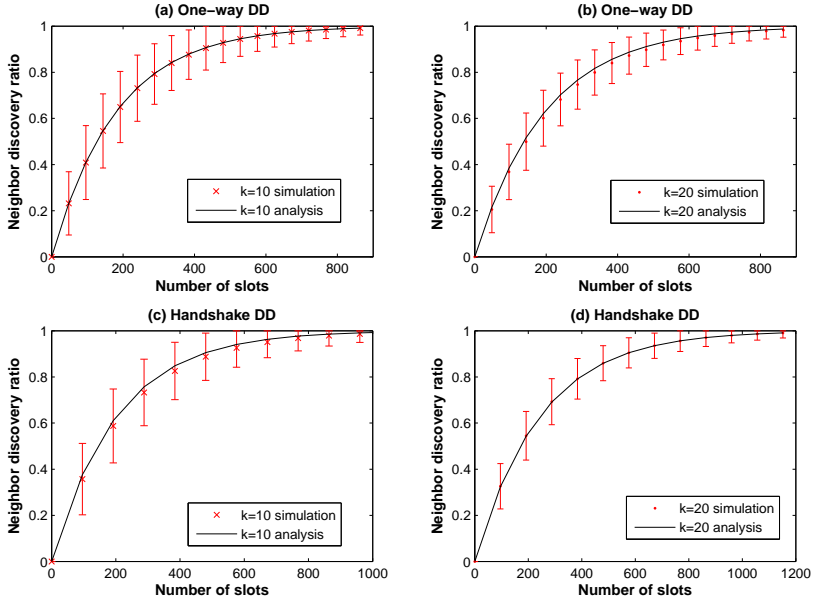 (a) One−way DD
1
0.8
0.6
0.4
0.2
0
0 200 400 600 800
Neighbor discovery ratio
Number of slots
k=10 simulation
k=10 analysis
(b) One−way DD
1
0.8
0.6
0.4
0.2
0
0 200 400 600 800
Neighbor discovery ratio
Number of slots
k=20 simulation
k=20 analysis
(c) Handshake DD
1
0.8
0.6
0.4
0.2
0
0 200 400 600 800 1000
Neighbor discovery ratio
Number of slots
k=10 simulation
k=10 analysis
(d) Handshake DD
1
0.8
0.6
0.4
0.2
0
0 200 400 600 800 1000 1200
Neighbor discovery ratio
Number of slots
k=20 simulation
k=20 analysis